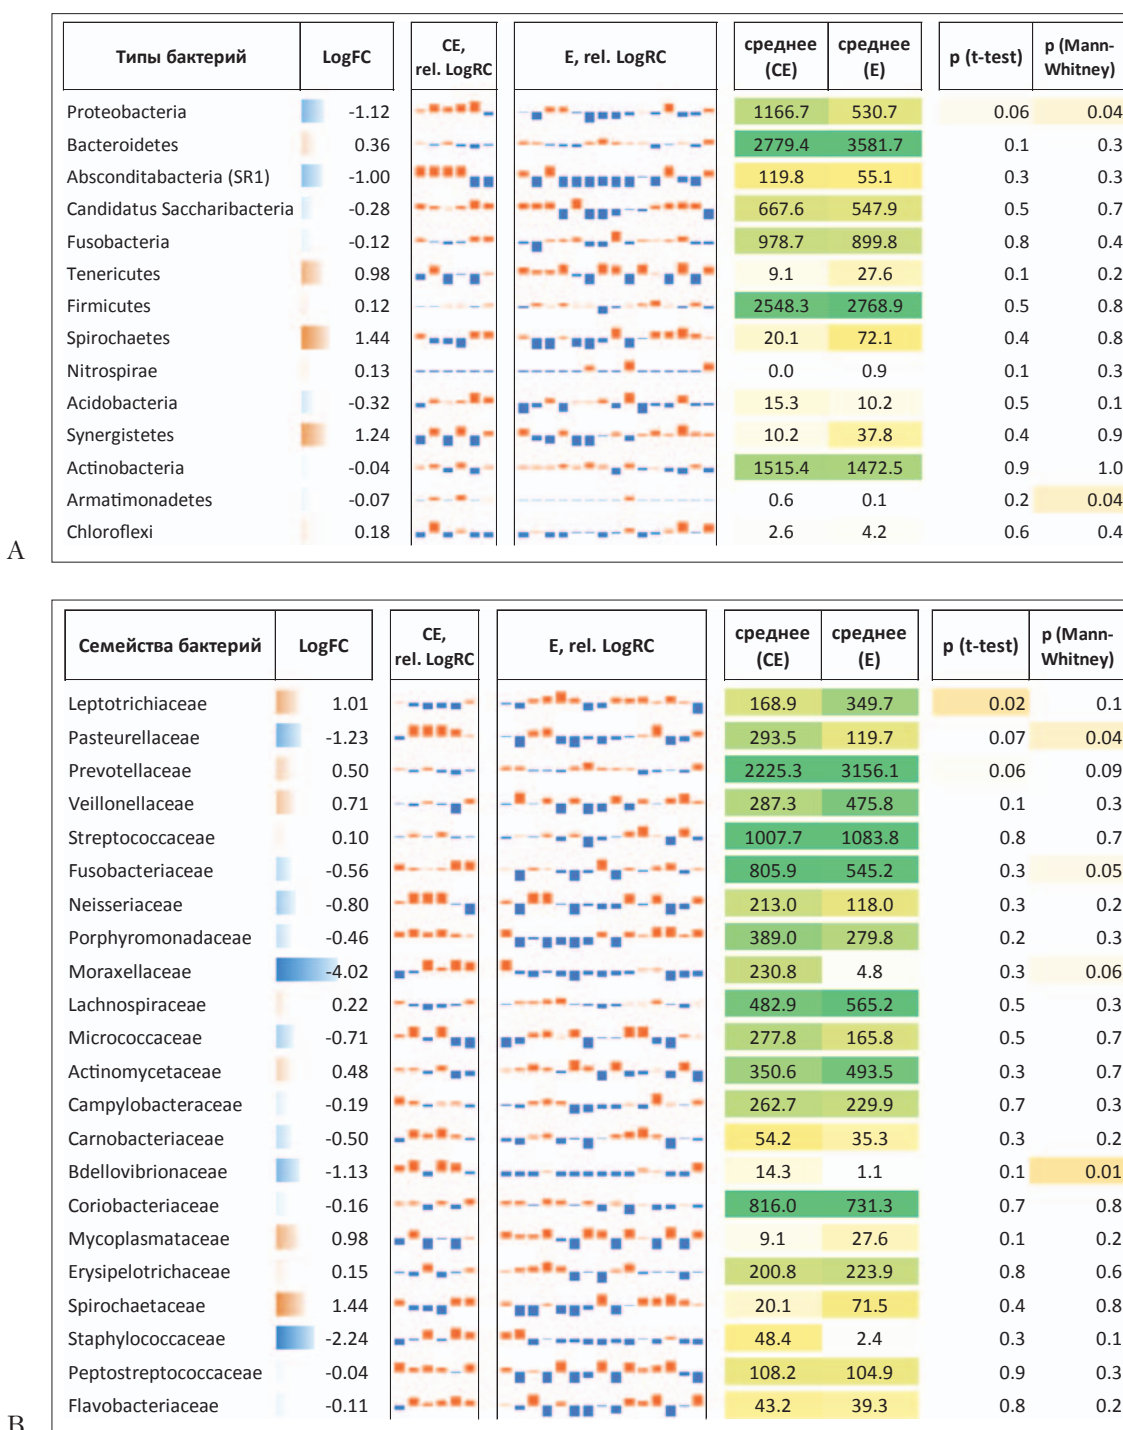 Типы бактерий LogFC CE, rel. LogRC E, rel. LogRC среднее (CE) среднее (E) p (t-test) p (Mann-Whitney)
Proteobacteria -1.12 1166.7 530.7 0.06 0.04
Bacteroidetes 0.36 2779.4 3581.7 0.1 0.3
Absconditabacteria (SR1) -1.00 119.8 55.1 0.3 0.3
Candidatus Saccharibacteria -0.28 667.6 547.9 0.5 0.7
Fusobacteria -0.12 978.7 899.8 0.8 0.4
Tenericutes 0.98 9.1 27.6 0.1 0.2
Firmicutes 0.12 2548.3 2768.9 0.5 0.8
Spirochaetes 1.44 20.1 72.1 0.4 0.8
Nitrospirae 0.13 0.0 0.9 0.1 0.3
Acidobacteria -0.32 15.3 10.2 0.5 0.1
Synergistetes 1.24 10.2 37.8 0.4 0.9
Actinobacteria -0.04 1515.4 1472.5 0.9 1.0
Armatimonadetes -0.07 0.6 0.1 0.2 0.04
Chloroflexi 0.18 2.6 4.2 0.6 0.4
A
Семейства бактерий LogFC CE, rel. LogRC E, rel. LogRC среднее (CE) среднее (E) p (t-test) p (Mann-Whitney)
Leptotrichiaceae 1.01 168.9 349.7 0.02 0.1
Pasteurellaceae -1.23 293.5 119.7 0.07 0.04
Prevotellaceae 0.50 2225.3 3156.1 0.06 0.09
Veillonellaceae 0.71 287.3 475.8 0.1 0.3
Streptococcaceae 0.10 1007.7 1083.8 0.8 0.7
Fusobacteriaceae -0.56 805.9 545.2 0.3 0.05
Neisseriaceae -0.80 213.0 118.0 0.3 0.2
Porphyromonadaceae -0.46 389.0 279.8 0.2 0.3
Moraxellaceae -4.02 230.8 4.8 0.3 0.06
Lachnospiraceae 0.22 482.9 565.2 0.5 0.3
Micrococcaceae -0.71 277.8 165.8 0.5 0.7
Actinomycetaceae 0.48 350.6 493.5 0.3 0.7
Campylobacteraceae -0.19 262.7 229.9 0.7 0.3
Carnobacteriaceae -0.50 54.2 35.3 0.3 0.2
Bdellovibrionaceae -1.13 14.3 1.1 0.1 0.01
Coriobacteriaceae -0.16 816.0 731.3 0.7 0.8
Mycoplasmataceae 0.98 9.1 27.6 0.1 0.2
Erysipelotrichaceae 0.15 200.8 223.9 0.8 0.6
Spirochaetaceae 1.44 20.1 71.5 0.4 0.8
Staphylococcaceae -2.24 48.4 2.4 0.3 0.1
Peptostreptococcaceae -0.04 108.2 104.9 0.9 0.3
Flavobacteriaceae -0.11 43.2 39.3 0.8 0.2
B